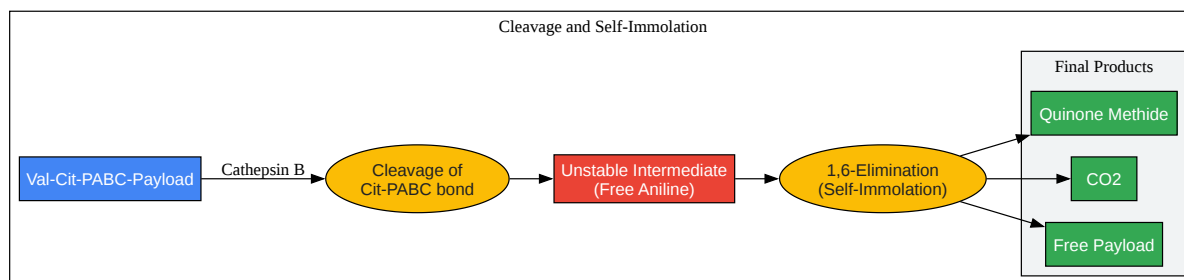 Cleavage and Self-Immolation
Val-Cit-PABC-Payload
Cathepsin B
Cleavage of
Cit-PABC bond
Unstable Intermediate
(Free Aniline)
1,6-Elimination
(Self-Immolation)
Final Products
Quinone Methide
CO2
Free Payload